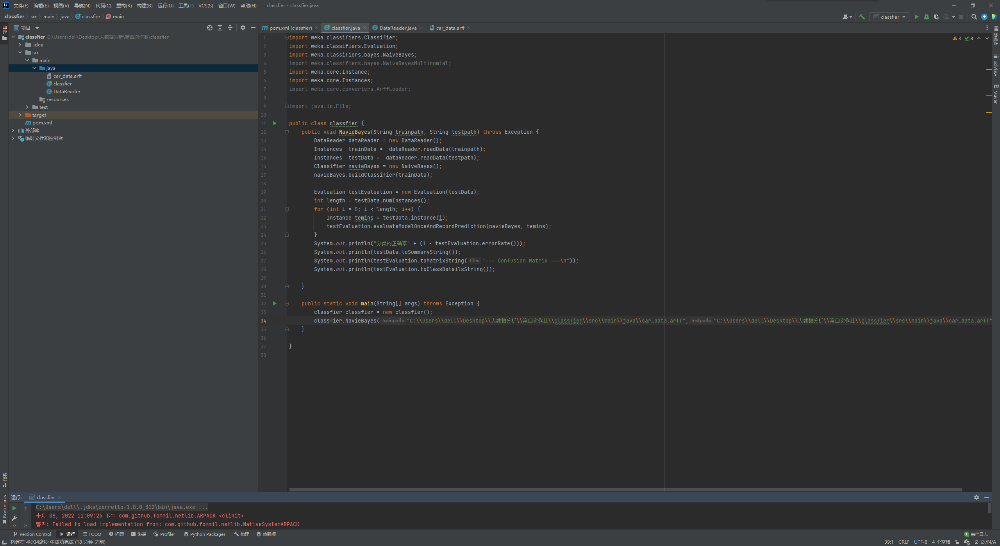 文件(F) 编辑(E) 视图(V) 导航(N) 代码(C) 重构(R) 构建(B) 运行(U) 工具(T) VCS(S) 窗口(W) 帮助(H) classfier - classfier.java
classfier src main java classfier main
classfier
项目
项目
pom.xml (classfier) classfier.java DataReader.java car_data.arff
classfier C:\Users\dell\Desktop\大数据分析\第四次作业\classfier
.idea
src
main
java
car_data.arff
classfier
DataReader
resources
test
target
pom.xml
外部库
临时文件和控制台
3 8
1 import weka.classifiers.Classifier;
2 import weka.classifiers.Evaluation;
3 import weka.classifiers.bayes.NaiveBayes;
4 import weka.classifiers.bayes.NaiveBayesMultinomial;
5 import weka.core.Instance;
6 import weka.core.Instances;
7 import weka.core.converters.ArffLoader;
8
9 import java.io.File;
10
11 public class classfier {
12 public void NavieBayes(String trainpath, String testpath) throws Exception {
13 DataReader dataReader = new DataReader();
14 Instances  trainData =  dataReader.readData(trainpath);
15 Instances  testData =  dataReader.readData(testpath);
16 Classifier navieBayes = new NaiveBayes();
17 navieBayes.buildClassifier(trainData);
18
19 Evaluation testEvaluation = new Evaluation(testData);
20 int length = testData.numInstances();
21 for (int i = 0; i < length; i++) {
22 Instance temins = testData.instance(i);
23 testEvaluation.evaluateModelOnceAndRecordPrediction(navieBayes, temins);
24 }
25 System.out.println("分类的正确率" + (1 - testEvaluation.errorRate()));
26 System.out.println(testData.toSummaryString());
27 System.out.println(testEvaluation.toMatrixString( title: "=== Confusion Matrix ===\n"));
28 System.out.println(testEvaluation.toClassDetailsString());
29
30 }
31
32 public static void main(String[] args) throws Exception {
33 classfier classfier = new classfier();
34 classfier.NavieBayes( trainpath: "C:\\Users\\dell\\Desktop\\大数据分析\\第四次作业\\classfier\\src\\main\\java\\car_data.arff", testpath: "C:\\Users\\dell\\Desktop\\大数据分析\\第四次作业\\classfier\\src\\main\\java\\car_data.arff"
35 }
36
37 }
38
数据库
SciView
Maven
结构
Bookmarks
运行: classfier
C:\Users\dell\.jdks\corretto-1.8.0_312\bin\java.exe ...
十月 08, 2022 11:09:26 下午 com.github.fommil.netlib.ARPACK <clinit>
警告: Failed to load implementation from: com.github.fommil.netlib.NativeSystemARPACK
Version Control 运行 TODO 问题 终端 Profiler Python Packages 构建 依赖项 1 事件日志
构建在 4秒34毫秒 中成功完成 (18 分钟 之前) 39:1 CRLF UTF-8 4 个空格 ∅/N/A